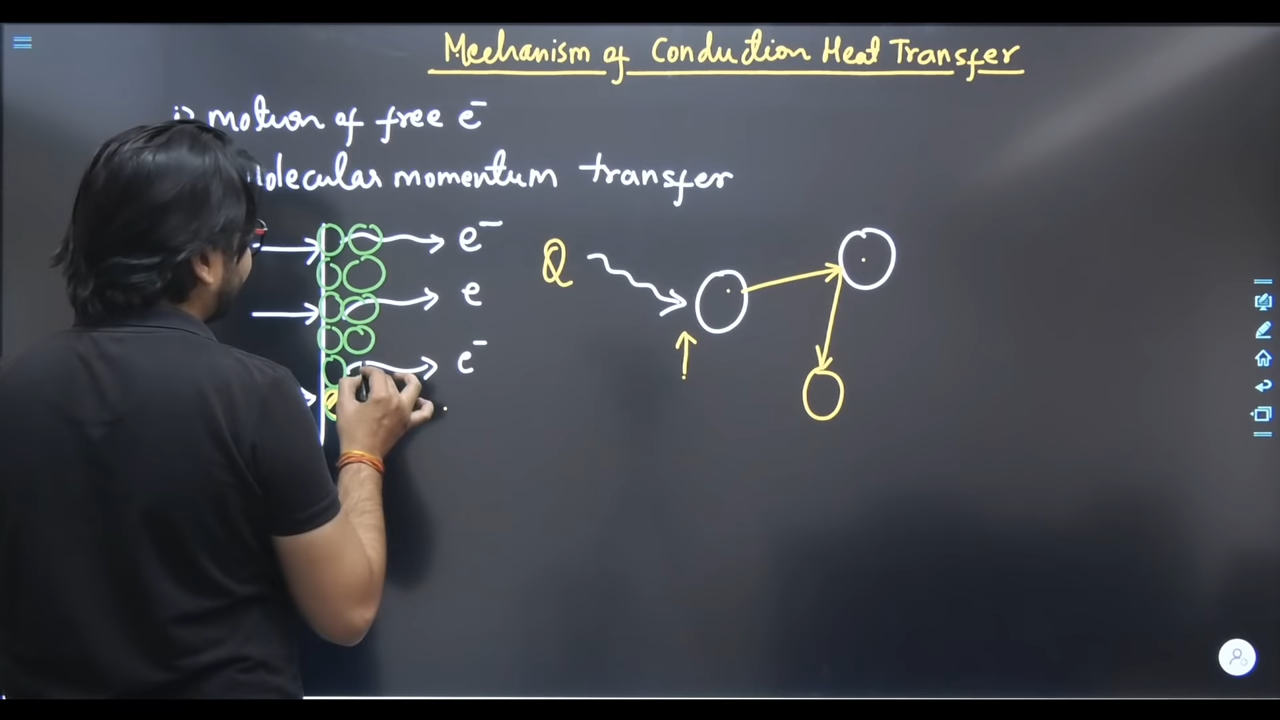 Mechanism of Conduction Heat Transfer
i) motion of free e⁻
molecular momentum transfer
e⁻
Q
e
e⁻